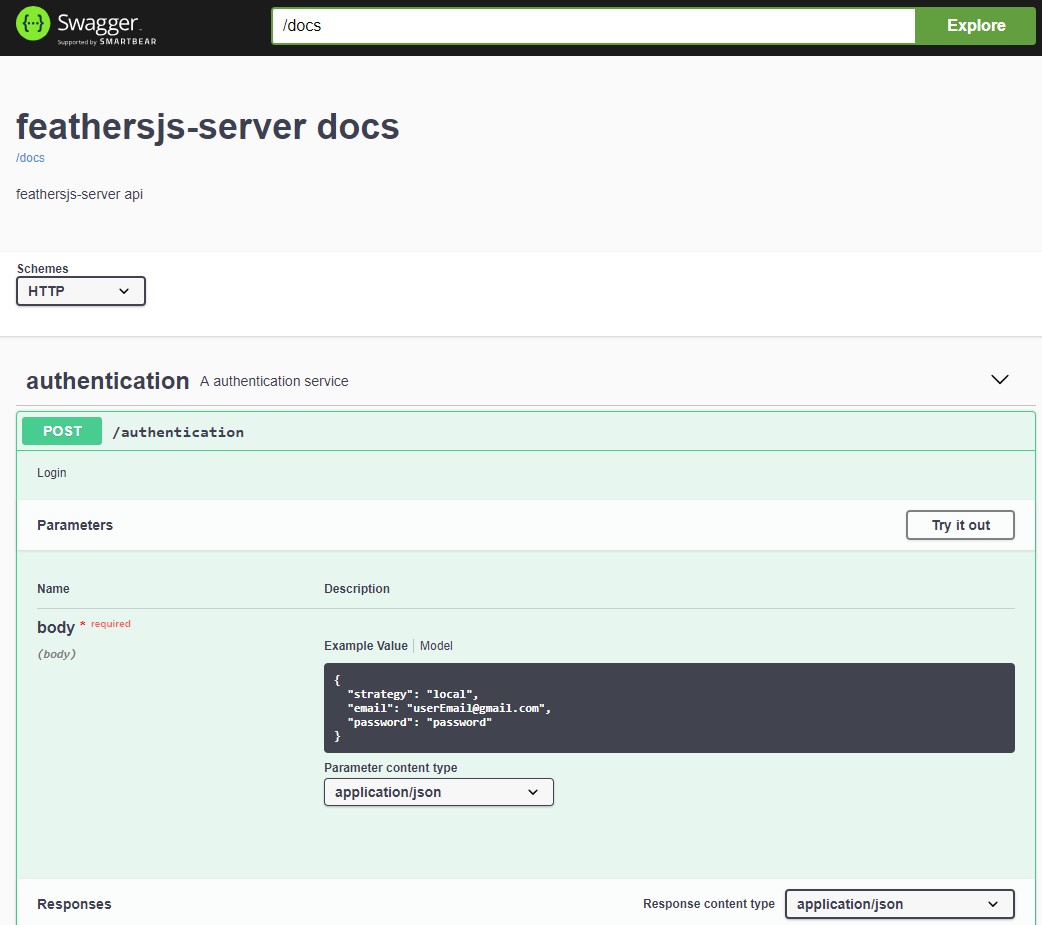 Swagger
Supported by SMARTBEAR
/docs
Explore
feathersjs-server docs
/docs
feathersjs-server api
Schemes
HTTP
authentication A authentication service
POST /authentication
Login
Parameters
Try it out
Name Description
body * required
(body)
Example Value Model
{
"strategy": "local",
"email": "userEmail@gmail.com",
"password": "password"
}
Parameter content type
application/json
Responses
Response content type application/json